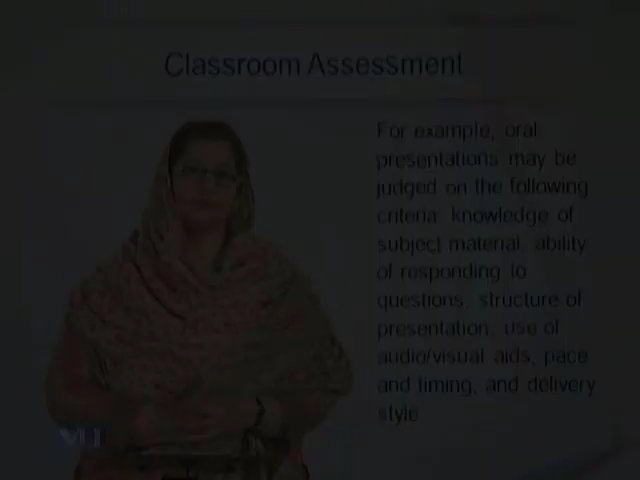 Classroom Assessment
For example, oral
presentations may be
judged on the following
criteria: knowledge of
subject material, ability
of responding to
questions, structure of
presentation, use of
audio/visual aids, pace
and timing, and delivery
style
VU